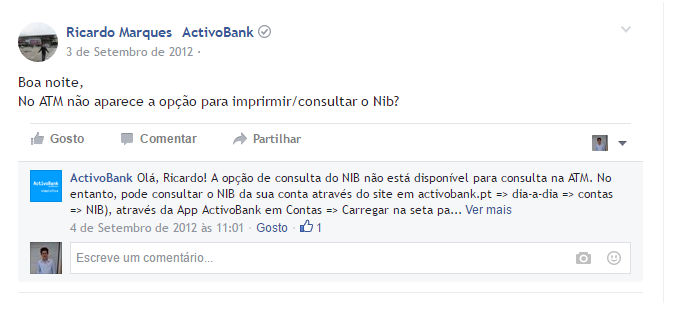 Ricardo Marques ActivoBank
3 de Setembro de 2012 ·
Boa noite,
No ATM não aparece a opção para imprirmir/consultar o Nib?
Gosto Comentar Partilhar
ActivoBank Olá, Ricardo! A opção de consulta do NIB não está disponível para consulta na ATM. No
entanto, pode consultar o NIB da sua conta através do site em activobank.pt => dia-a-dia => contas
=> NIB), através da App ActivoBank em Contas => Carregar na seta pa... Ver mais
4 de Setembro de 2012 às 11:01 · Gosto · 1
Escreve um comentário...